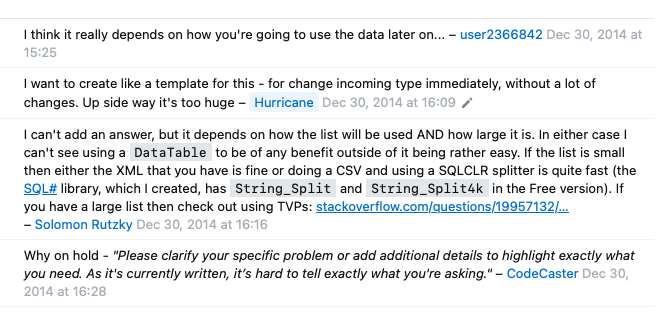 I think it really depends on how you're going to use the data later on... – user2366842 Dec 30, 2014 at
15:25
I want to create like a template for this - for change incoming type immediately, without a lot of
changes. Up side way it's too huge – Hurricane Dec 30, 2014 at 16:09
I can't add an answer, but it depends on how the list will be used AND how large it is. In either case I
can't see using a DataTable to be of any benefit outside of it being rather easy. If the list is small
then either the XML that you have is fine or doing a CSV and using a SQLCLR splitter is quite fast (the
SQL# library, which I created, has String_Split and String_Split4k in the Free version). If
you have a large list then check out using TVPs: stackoverflow.com/questions/19957132/...
– Solomon Rutzky Dec 30, 2014 at 16:16
Why on hold - "Please clarify your specific problem or add additional details to highlight exactly what
you need. As it's currently written, it's hard to tell exactly what you're asking." – CodeCaster Dec 30,
2014 at 16:28